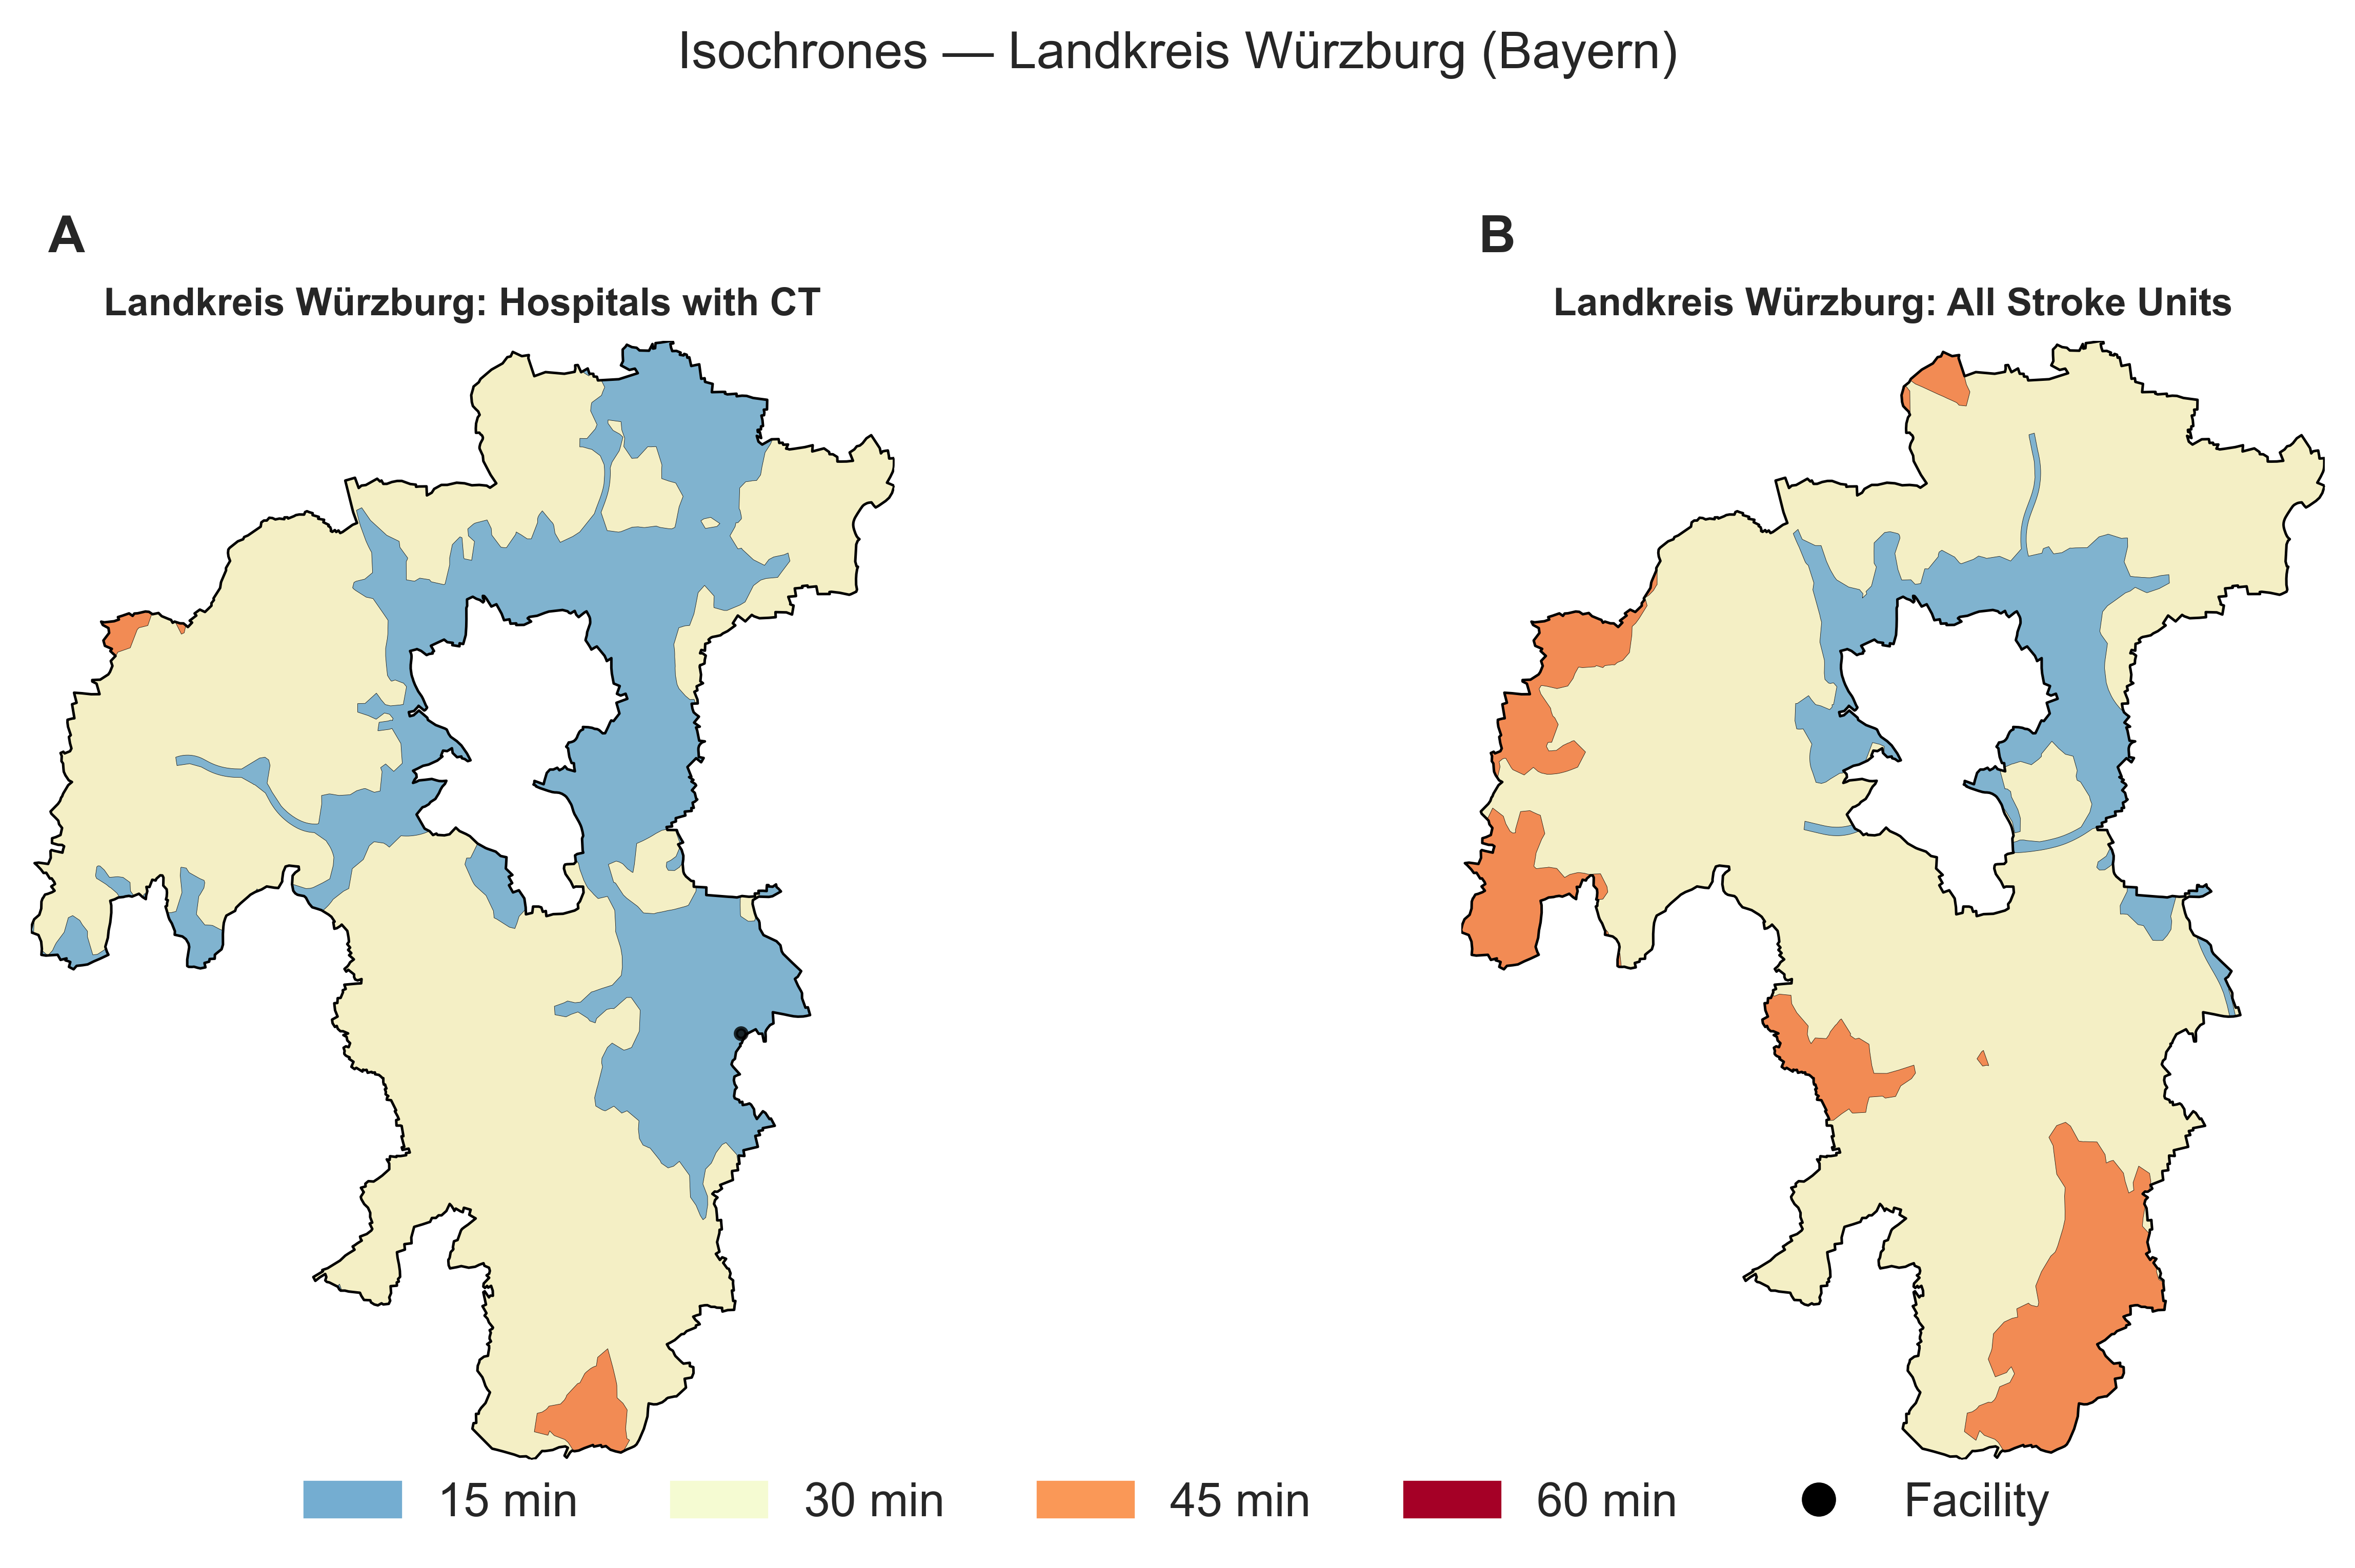 Isochrones — Landkreis Würzburg (Bayern)
A
B
Landkreis Würzburg: Hospitals with CT
Landkreis Würzburg: All Stroke Units
15 min
30 min
45 min
60 min
Facility